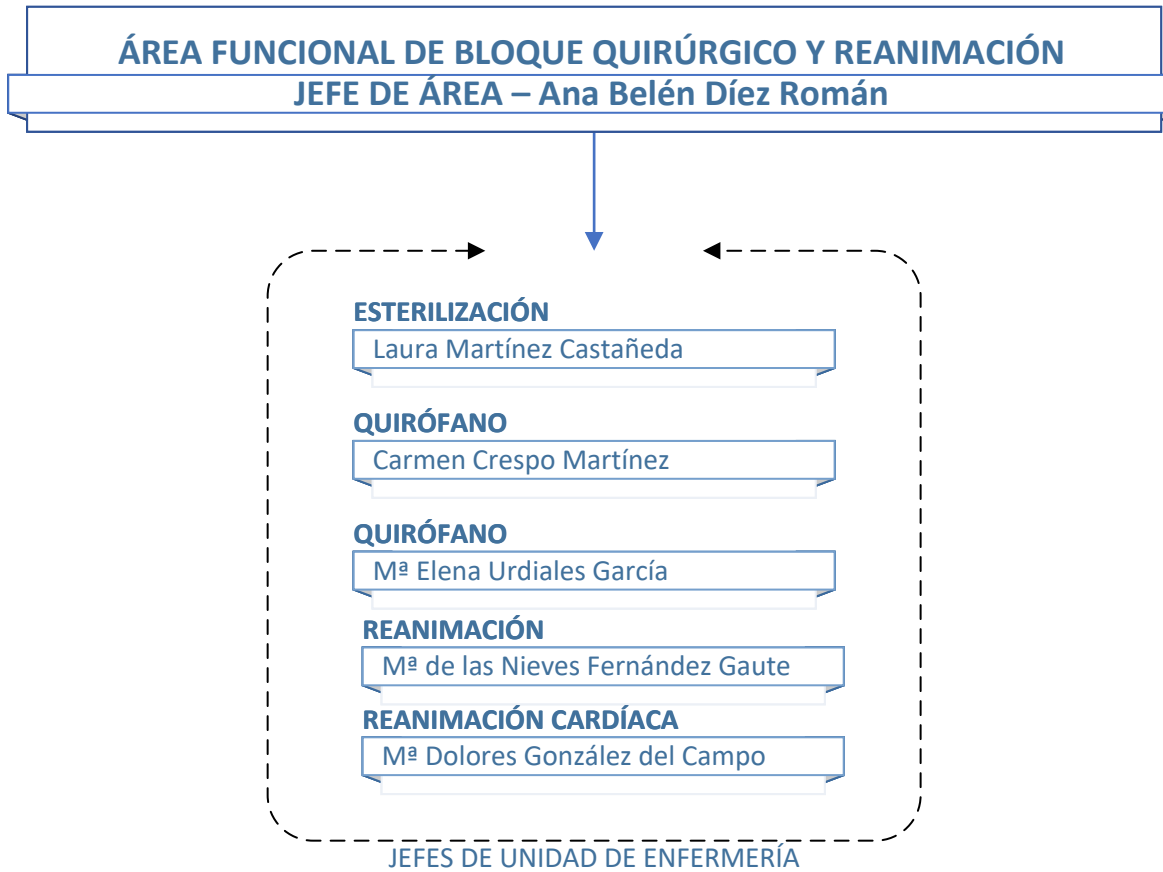 ÁREA FUNCIONAL DE BLOQUE QUIRÚRGICO Y REANIMACIÓN
JEFE DE ÁREA – Ana Belén Díez Román
ESTERILIZACIÓN
Laura Martínez Castañeda
QUIRÓFANO
Carmen Crespo Martínez
QUIRÓFANO
Mª Elena Urdiales García
REANIMACIÓN
Mª de las Nieves Fernández Gaute
REANIMACIÓN CARDÍACA
Mª Dolores González del Campo
JEFES DE UNIDAD DE ENFERMERÍA